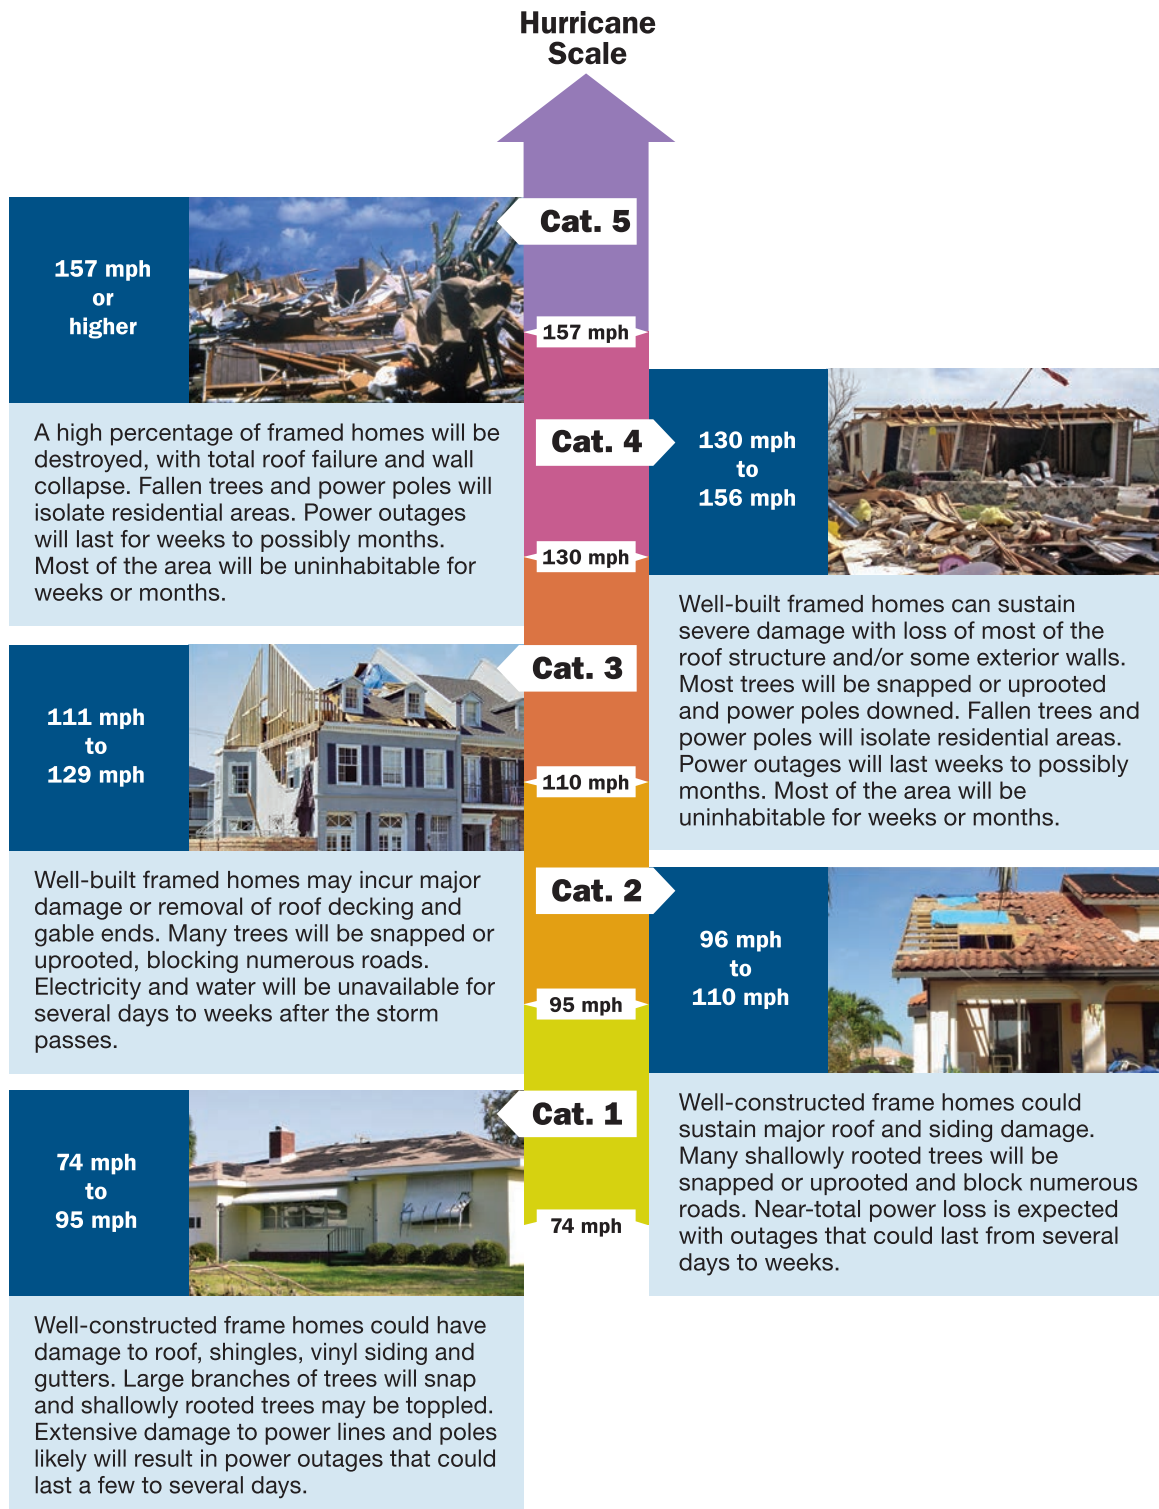 Hurricane
Scale
Cat. 5
157 mph
or
higher
157 mph
A high percentage of framed homes will be
destroyed, with total roof failure and wall
collapse. Fallen trees and power poles will
isolate residential areas. Power outages
will last for weeks to possibly months.
Most of the area will be uninhabitable for
weeks or months.
Cat. 4
130 mph
to
156 mph
130 mph
Well-built framed homes can sustain
severe damage with loss of most of the
roof structure and/or some exterior walls.
Most trees will be snapped or uprooted
and power poles downed. Fallen trees and
power poles will isolate residential areas.
Power outages will last weeks to possibly
months. Most of the area will be
uninhabitable for weeks or months.
Cat. 3
111 mph
to
129 mph
110 mph
Well-built framed homes may incur major
damage or removal of roof decking and
gable ends. Many trees will be snapped or
uprooted, blocking numerous roads.
Electricity and water will be unavailable for
several days to weeks after the storm
passes.
Cat. 2
96 mph
to
110 mph
95 mph
Well-constructed frame homes could
sustain major roof and siding damage.
Many shallowly rooted trees will be
snapped or uprooted and block numerous
roads. Near-total power loss is expected
with outages that could last from several
days to weeks.
Cat. 1
74 mph
to
95 mph
74 mph
Well-constructed frame homes could have
damage to roof, shingles, vinyl siding and
gutters. Large branches of trees will snap
and shallowly rooted trees may be toppled.
Extensive damage to power lines and poles
likely will result in power outages that could
last a few to several days.